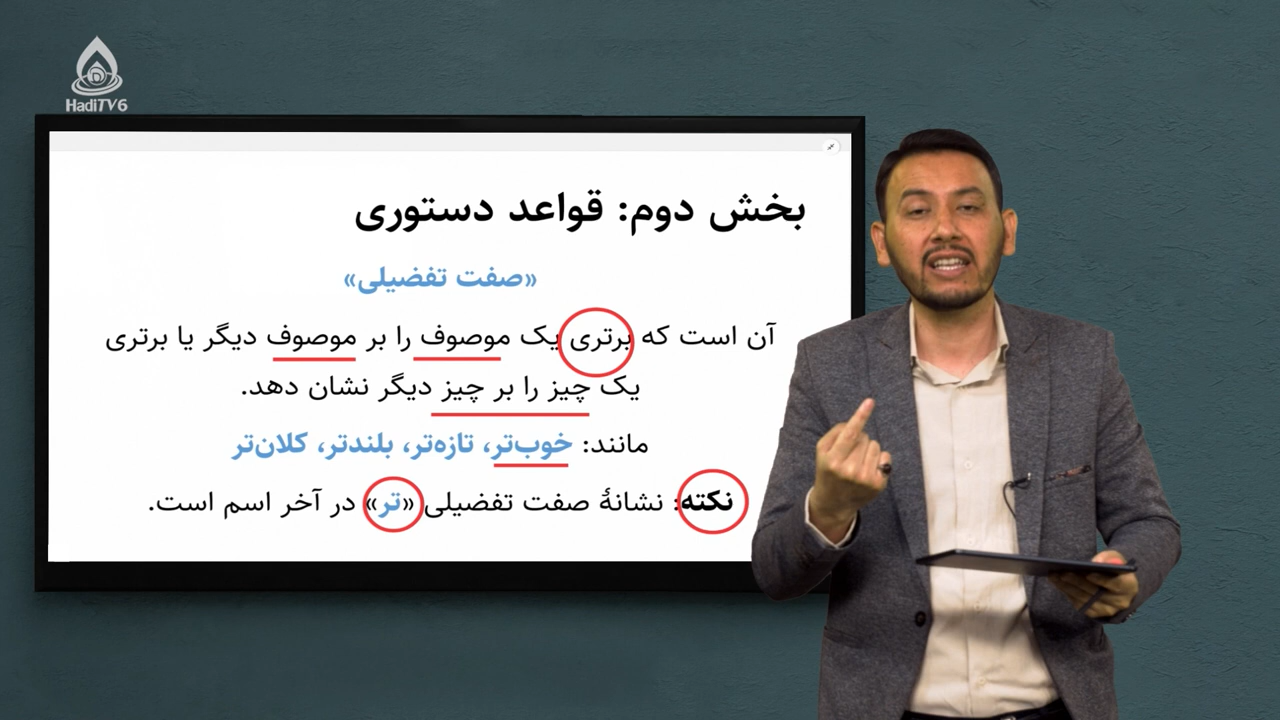 HadiTV6
بخش دوم: قواعد دستوری
«صفت تفضیلی»
آن است که برتری یک موصوف را بر موصوف دیگر یا برتری
یک چیز را بر چیز دیگر نشان دهد.
مانند: خوب‌تر، تازه‌تر، بلندتر، کلان‌تر
نکته: نشانهٔ صفت تفضیلی «تر» در آخر اسم است.